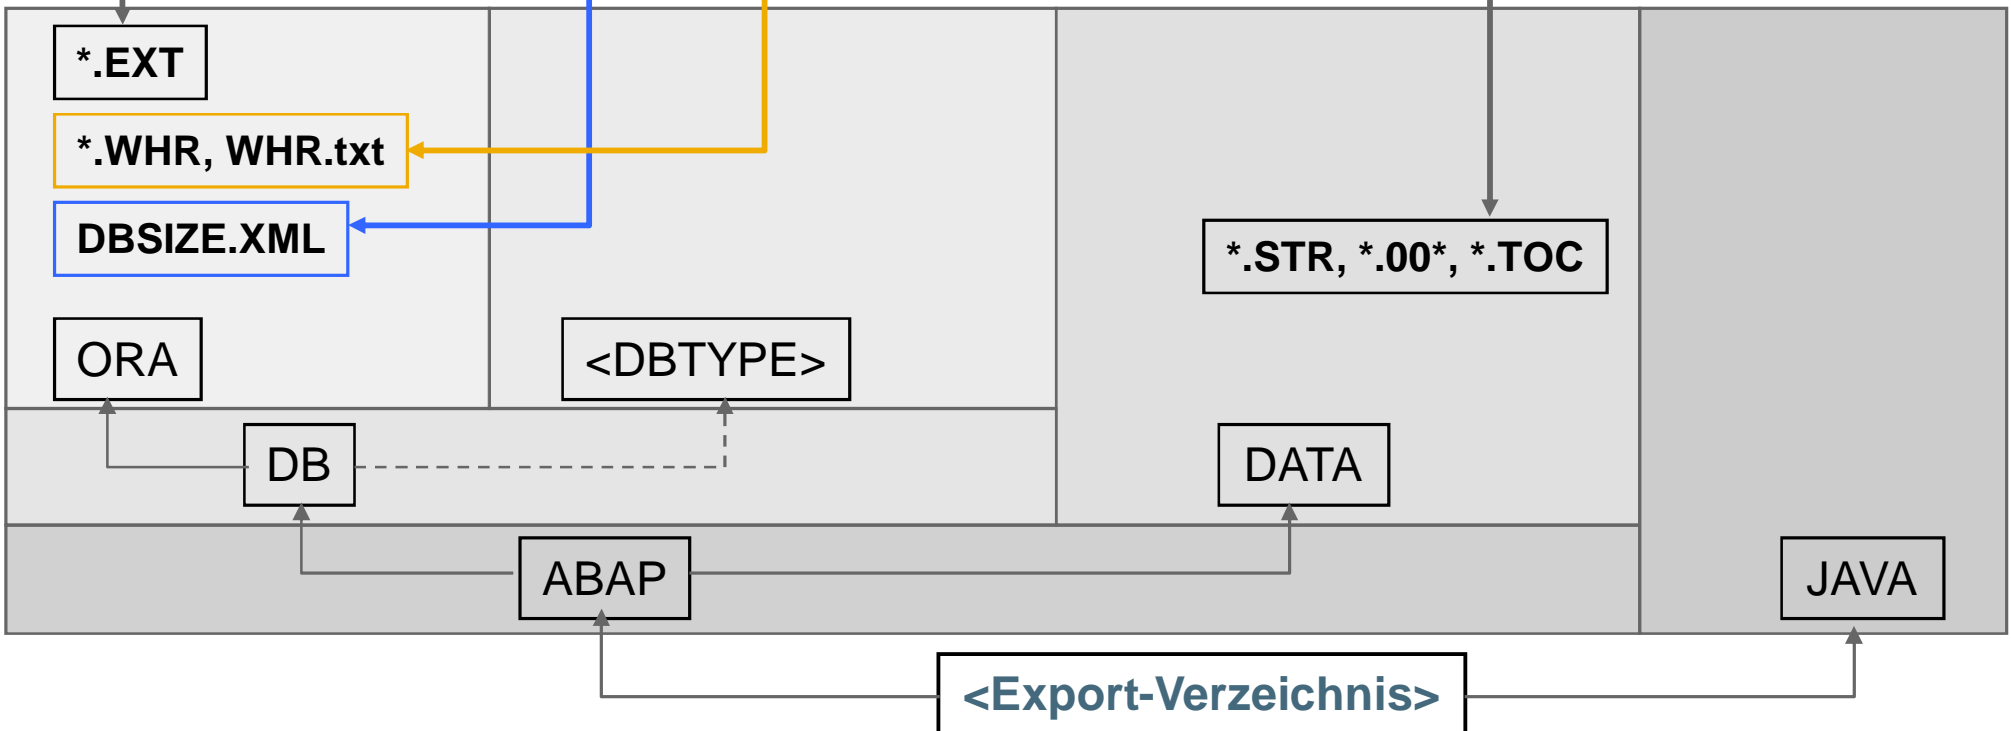 *.EXT
*.WHR, WHR.txt
DBSIZE.XML
*.STR, *.00*, *.TOC
ORA
<DBTYPE>
DB
DATA
ABAP
JAVA
<Export-Verzeichnis>